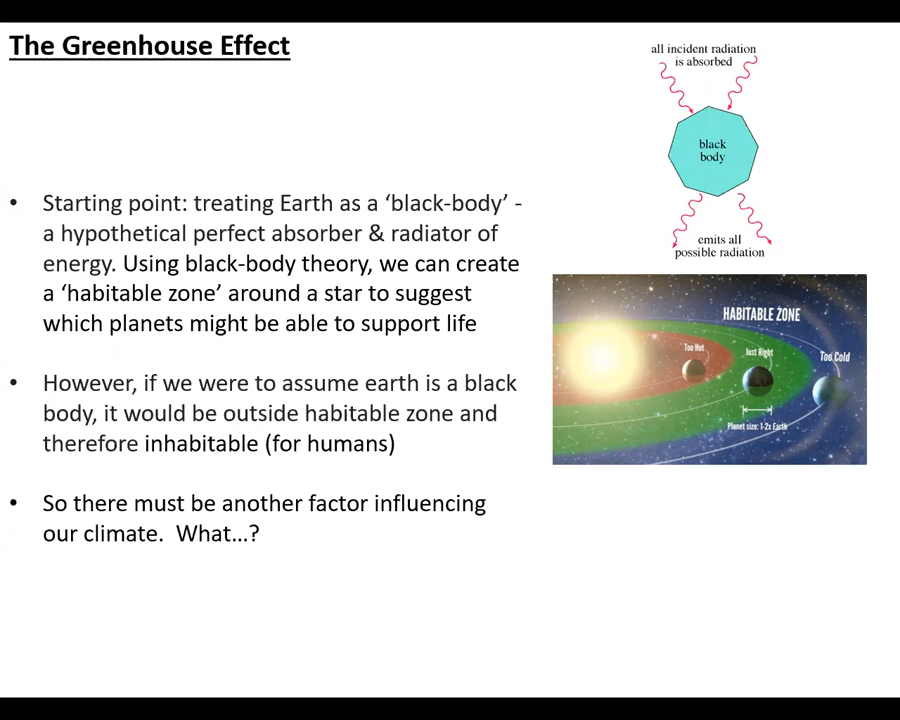 The Greenhouse Effect
all incident radiation
is absorbed
black
body
emits all
possible radiation
• Starting point: treating Earth as a ‘black-body’ -
a hypothetical perfect absorber & radiator of
energy. Using black-body theory, we can create
a ‘habitable zone’ around a star to suggest
which planets might be able to support life
• However, if we were to assume earth is a black
body, it would be outside habitable zone and
therefore inhabitable (for humans)
• So there must be another factor influencing
our climate.  What...?
HABITABLE ZONE
Too Hot
Just Right
Too Cold
Planet size: 1-2x Earth